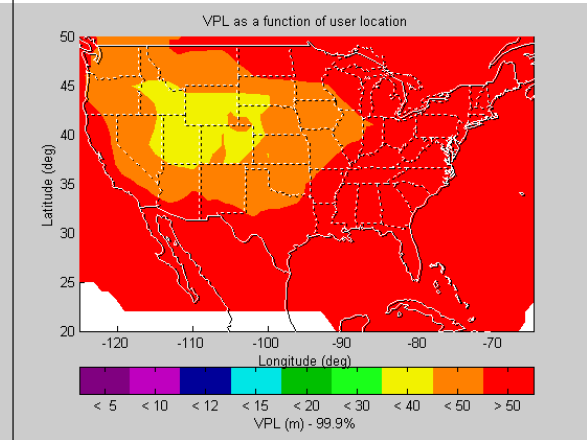 VPL as a function of user location
50
45
40
35
30
25
20
Latitude (deg)
-120 -110 -100 -90 -80 -70
Longitude (deg)
< 5 < 10 < 12 < 15 < 20 < 30 < 40 < 50 > 50
VPL (m) - 99.9%